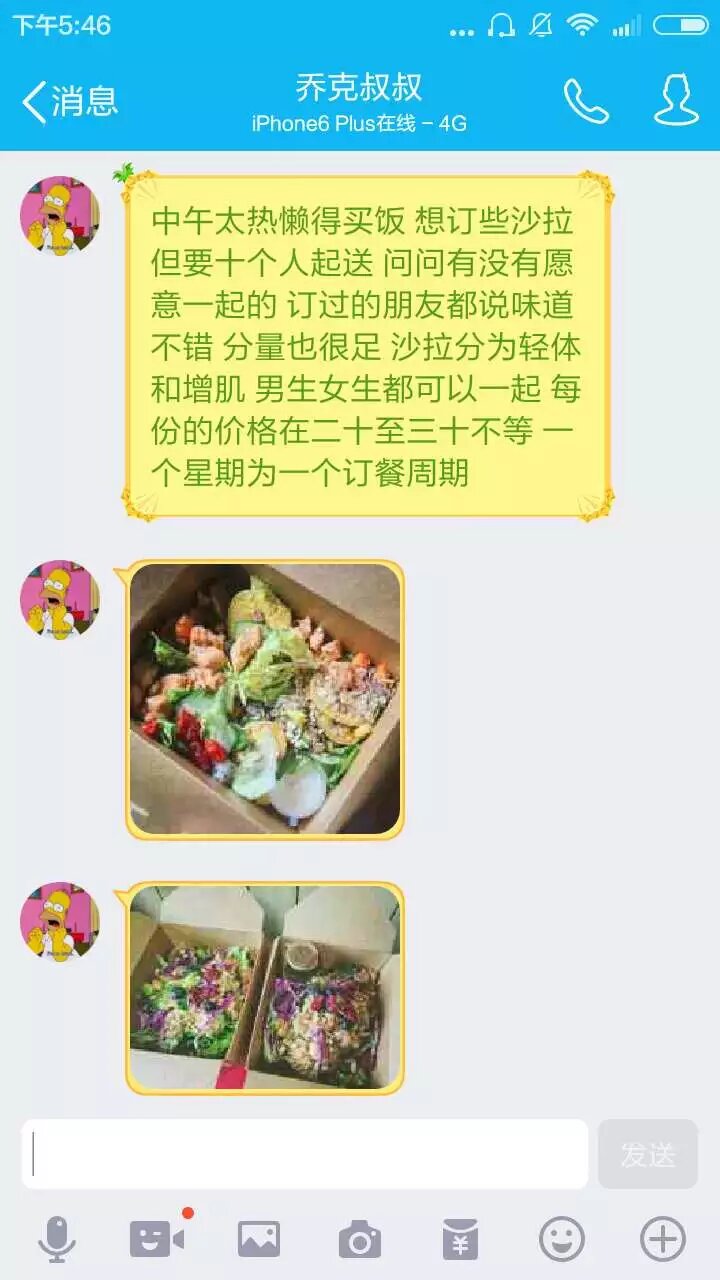 下午5:46
消息
乔克叔叔
iPhone6 Plus在线 - 4G
中午太热懒得买饭 想订些沙拉
但要十个人起送 问问有没有愿
意一起的 订过的朋友都说味道
不错 分量也很足 沙拉分为轻体
和增肌 男生女生都可以一起 每
份的价格在二十至三十不等 一
个星期为一个订餐周期
发送